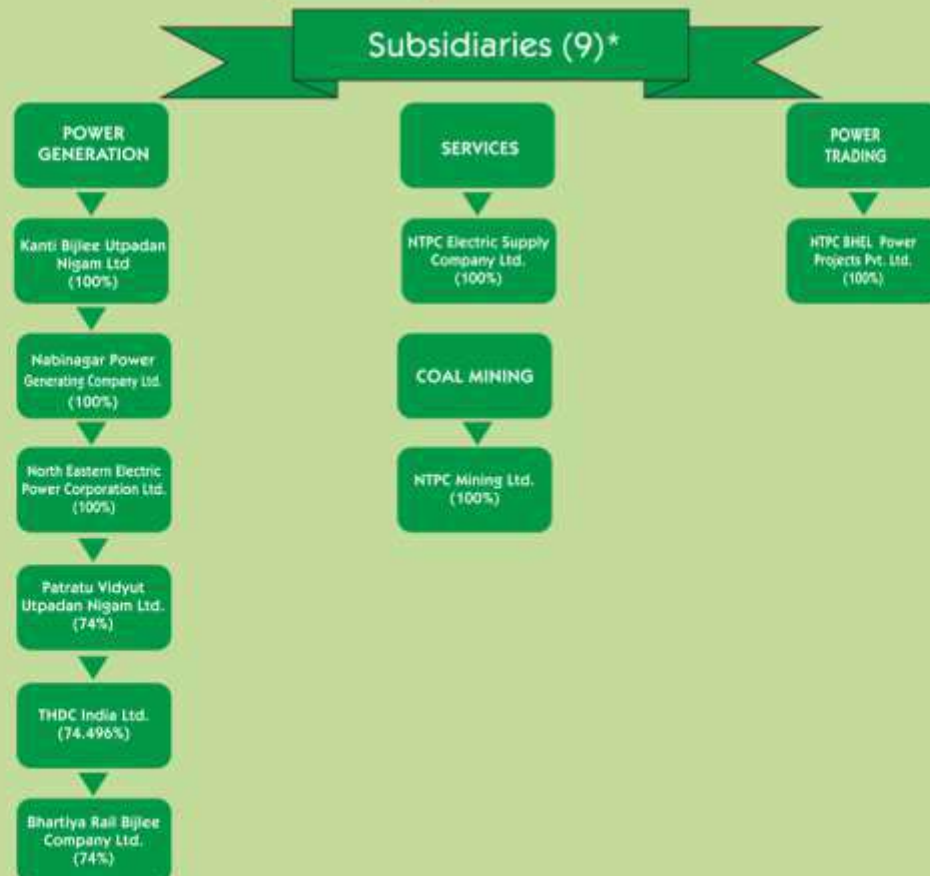 Subsidiaries (9)*
POWER
GENERATION
Kanti Bijlee Utpadan
Nigam Ltd
(100%)
Nabinagar Power
Generating Company Ltd.
(100%)
North Eastern Electric
Power Corporation Ltd.
(100%)
Patratu Vidyut
Utpadan Nigam Ltd.
(74%)
THDC India Ltd.
(74.496%)
Bhartiya Rail Bijlee
Company Ltd.
(74%)
SERVICES
NTPC Electric Supply
Company Ltd.
(100%)
COAL MINING
NTPC Mining Ltd.
(100%)
POWER
TRADING
NTPC BHEL Power
Projects Pvt. Ltd.
(100%)